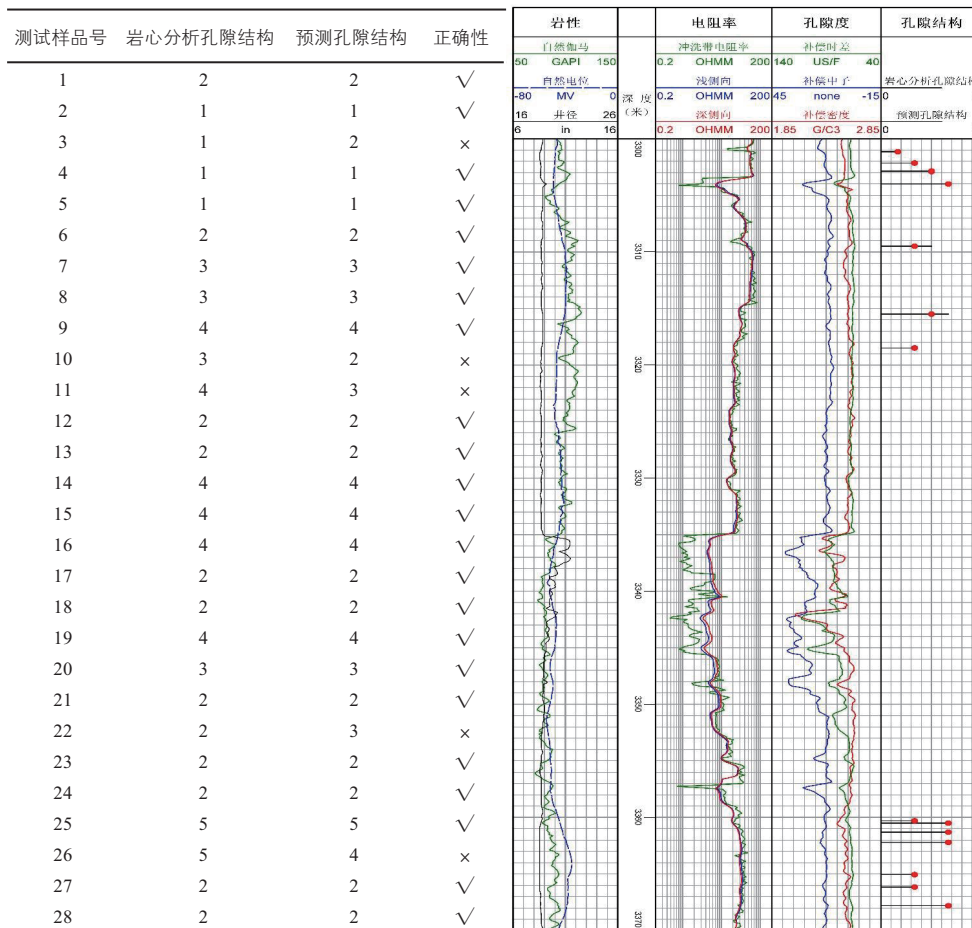 测试样品号 岩心分析孔隙结构 预测孔隙结构 正确性
1 2 2 √
2 1 1 √
3 1 2 ×
4 1 1 √
5 1 1 √
6 2 2 √
7 3 3 √
8 3 3 √
9 4 4 √
10 3 2 ×
11 4 3 ×
12 2 2 √
13 2 2 √
14 4 4 √
15 4 4 √
16 4 4 √
17 2 2 √
18 2 2 √
19 4 4 √
20 3 3 √
21 2 2 √
22 2 3 ×
23 2 2 √
24 2 2 √
25 5 5 √
26 5 4 ×
27 2 2 √
28 2 2 √
岩性 电阻率 孔隙度 孔隙结构
自然伽马 冲洗带电阻率 补偿时差
50 GAPI 150 0.2 OHMM 200 140 US/F 40
自然电位 浅侧向 补偿中子 岩心分析孔隙结构
-80 MV 0 深度 0.2 OHMM 200 45 none -15 0
16 井径 26 (米) 深侧向 补偿密度 预测孔隙结构
6 in 16 0.2 OHMM 200 1.85 G/C3 2.85 0
3300
3310
3320
3330
3340
3350
3360
3370